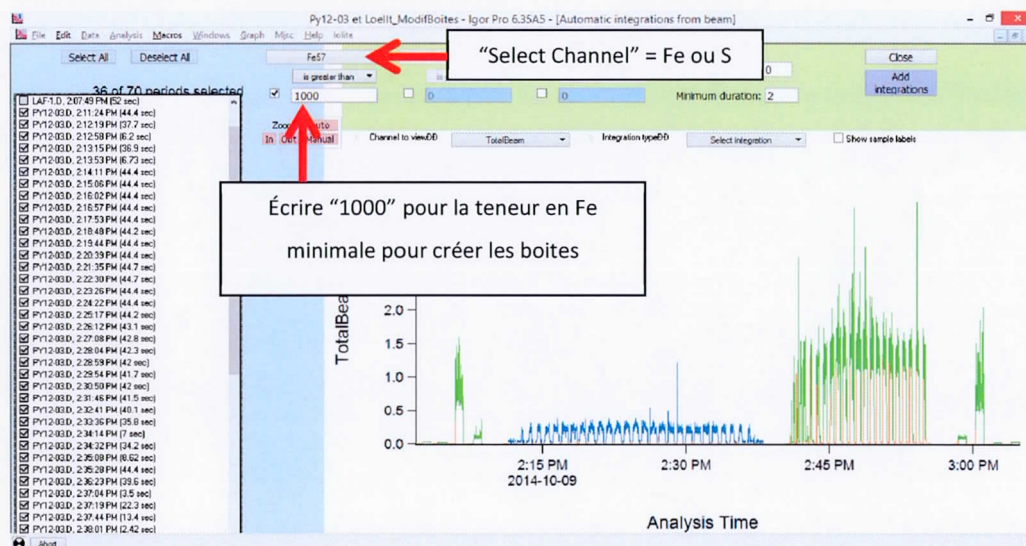 Py12-03 et LoelIt_ModifBoites - Igor Pro 6.35A5 - [Automatic integrations from beam]
File Edit Data Analysis Macros Windows Graph Misc Help Iolite
Select All Deselect All Fe57 Close
“Select Channel” = Fe ou S
is greater than 0 Add
integrations
36 of 70 periods selected 1000 0 0 Minimum duration: 2
Zoom Auto
In Out Manual Channel to viewÐÐ TotalBeam Integration typeÐÐ Select integration Show sample labels
LAF-1.D, 2:07:49 PM (52 sec)
PY12-03.D, 2:11:24 PM (44.4 sec)
PY12-03.D, 2:12:19 PM (37.7 sec)
PY12-03.D, 2:12:58 PM (6.2 sec)
PY12-03.D, 2:13:15 PM (36.9 sec)
PY12-03.D, 2:13:53 PM (6.73 sec)
PY12-03.D, 2:14:11 PM (44.4 sec)
PY12-03.D, 2:15:06 PM (44.4 sec)
PY12-03.D, 2:16:02 PM (44.4 sec)
PY12-03.D, 2:16:57 PM (44.4 sec)
PY12-03.D, 2:17:53 PM (44.4 sec)
PY12-03.D, 2:18:48 PM (44.2 sec)
PY12-03.D, 2:19:44 PM (44.4 sec)
PY12-03.D, 2:20:39 PM (44.4 sec)
PY12-03.D, 2:21:35 PM (44.7 sec)
PY12-03.D, 2:22:30 PM (44.7 sec)
PY12-03.D, 2:23:26 PM (44.4 sec)
PY12-03.D, 2:24:22 PM (44.4 sec)
PY12-03.D, 2:25:17 PM (44.2 sec)
PY12-03.D, 2:26:12 PM (43.1 sec)
PY12-03.D, 2:27:08 PM (42.8 sec)
PY12-03.D, 2:28:04 PM (42.3 sec)
PY12-03.D, 2:28:59 PM (42 sec)
PY12-03.D, 2:29:54 PM (41.7 sec)
PY12-03.D, 2:30:50 PM (42 sec)
PY12-03.D, 2:31:46 PM (41.5 sec)
PY12-03.D, 2:32:41 PM (40.1 sec)
PY12-03.D, 2:33:36 PM (35.8 sec)
PY12-03.D, 2:34:14 PM (7 sec)
PY12-03.D, 2:34:22 PM (34.2 sec)
PY12-03.D, 2:35:08 PM (8.62 sec)
PY12-03.D, 2:35:28 PM (44.4 sec)
PY12-03.D, 2:36:23 PM (39.6 sec)
PY12-03.D, 2:37:04 PM (3.5 sec)
PY12-03.D, 2:37:19 PM (22.3 sec)
PY12-03.D, 2:37:44 PM (13.4 sec)
PY12-03.D, 2:38:01 PM (2.42 sec)
Écrire “1000” pour la teneur en Fe
minimale pour créer les boites
TotalBea
2.0
1.5
1.0
0.5
0.0
2:15 PM 2:30 PM 2:45 PM 3:00 PM
2014-10-09
Analysis Time
Abort